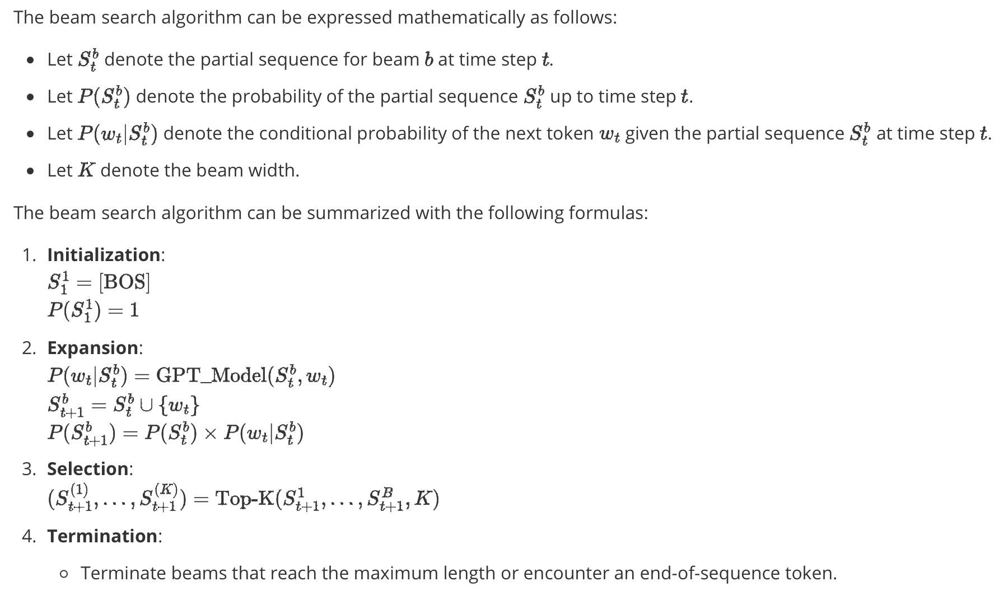 The beam search algorithm can be expressed mathematically as follows:
• Let $S_t^b$ denote the partial sequence for beam $b$ at time step $t$.
• Let $P(S_t^b)$ denote the probability of the partial sequence $S_t^b$ up to time step $t$.
• Let $P(w_t|S_t^b)$ denote the conditional probability of the next token $w_t$ given the partial sequence $S_t^b$ at time step $t$.
• Let $K$ denote the beam width.
The beam search algorithm can be summarized with the following formulas:
1. Initialization:
$S_1^1 = [\text{BOS}]$
$P(S_1^1) = 1$
2. Expansion:
$P(w_t|S_t^b) = \text{GPT\_Model}(S_t^b, w_t)$
$S_{t+1}^b = S_t^b \cup \{w_t\}$
$P(S_{t+1}^b) = P(S_t^b) \times P(w_t|S_t^b)$
3. Selection:
$(S_{t+1}^{(1)}, \ldots, S_{t+1}^{(K)}) = \text{Top-K}(S_{t+1}^1, \ldots, S_{t+1}^B, K)$
4. Termination:
○ Terminate beams that reach the maximum length or encounter an end-of-sequence token.